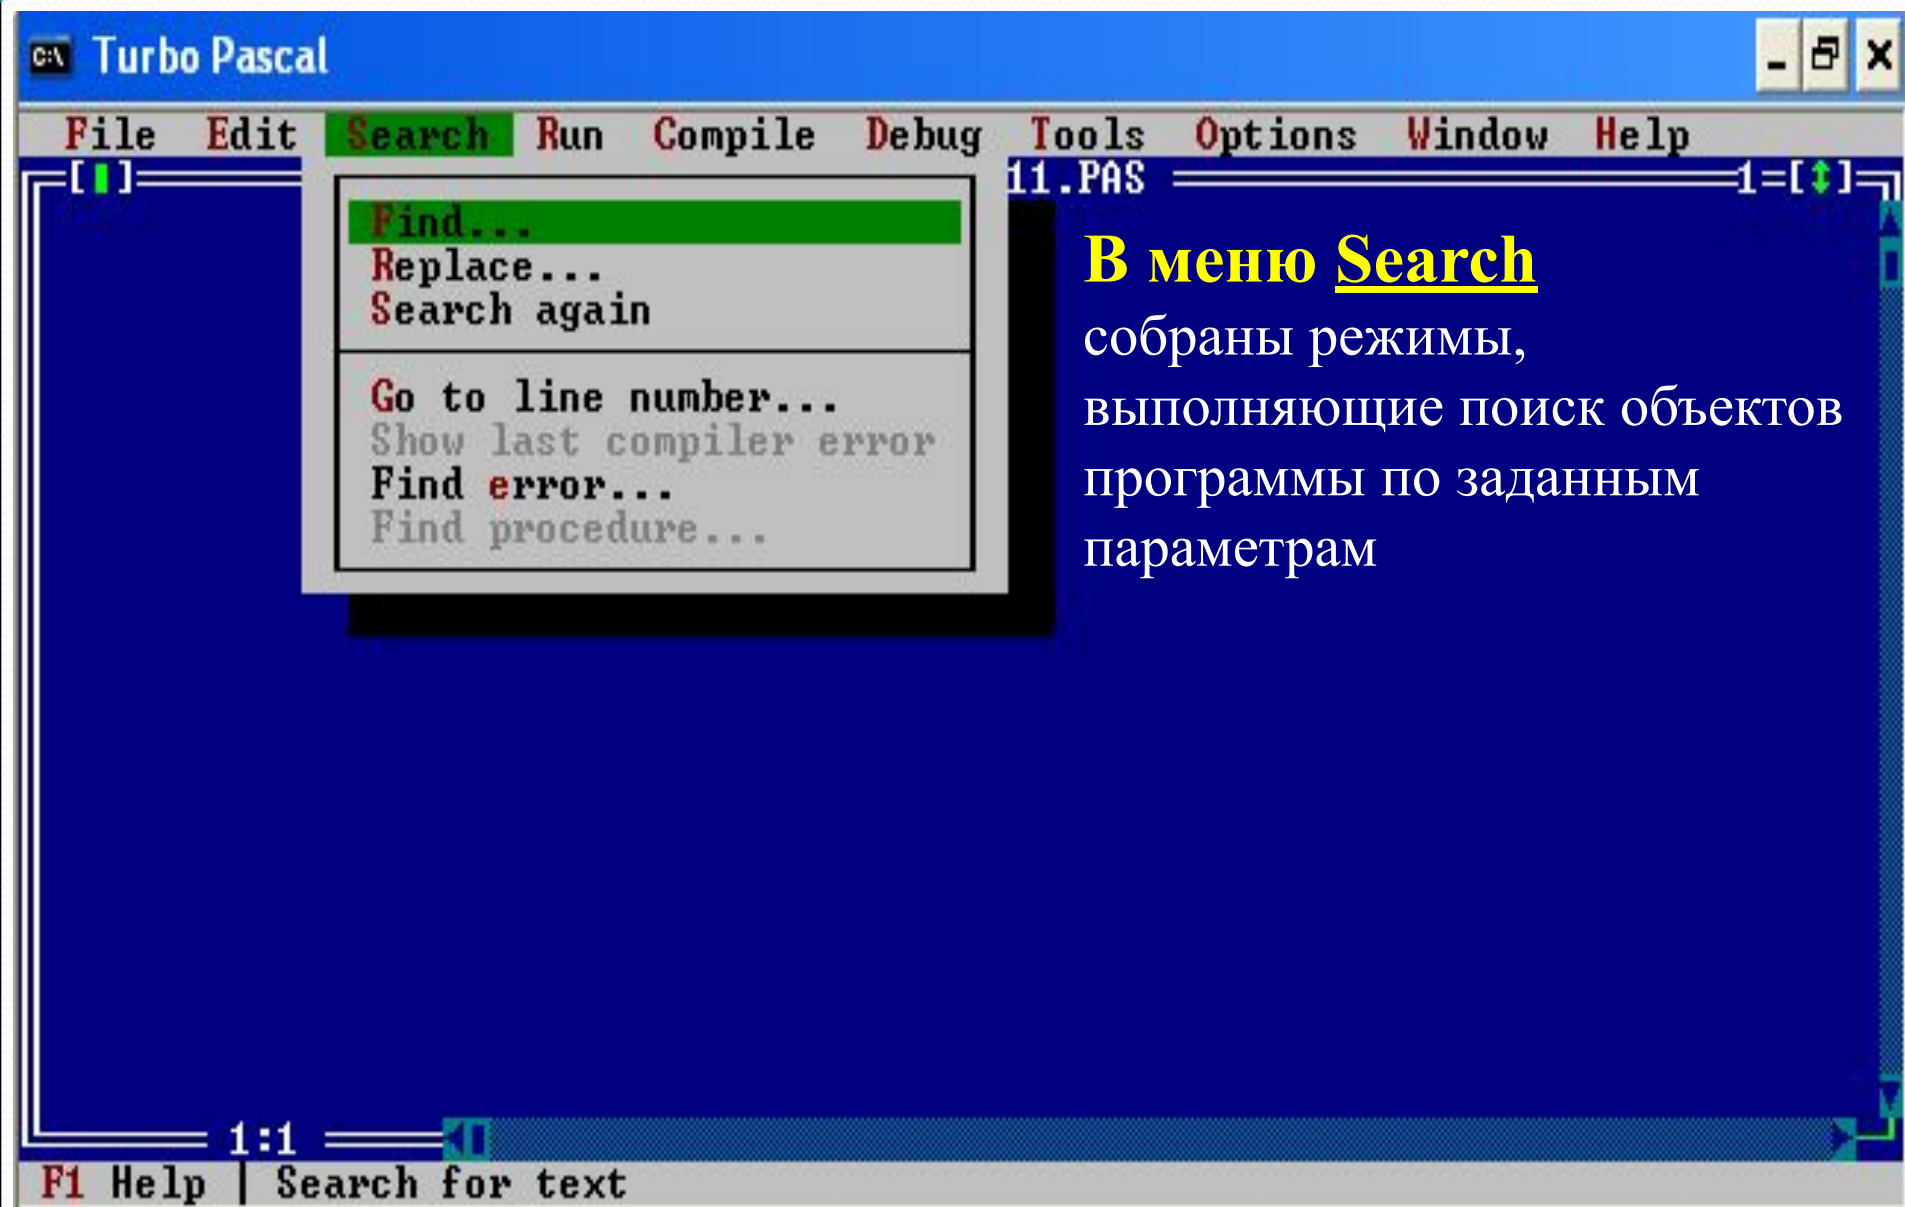 C:\ Turbo Pascal
File Edit Search Run Compile Debug Tools Options Window Help
11.PAS 1
Find...
Replace...
Search again
Go to line number...
Show last compiler error
Find error...
Find procedure...
В меню Search
собраны режимы,
выполняющие поиск объектов
программы по заданным
параметрам
1:1
F1 Help | Search for text